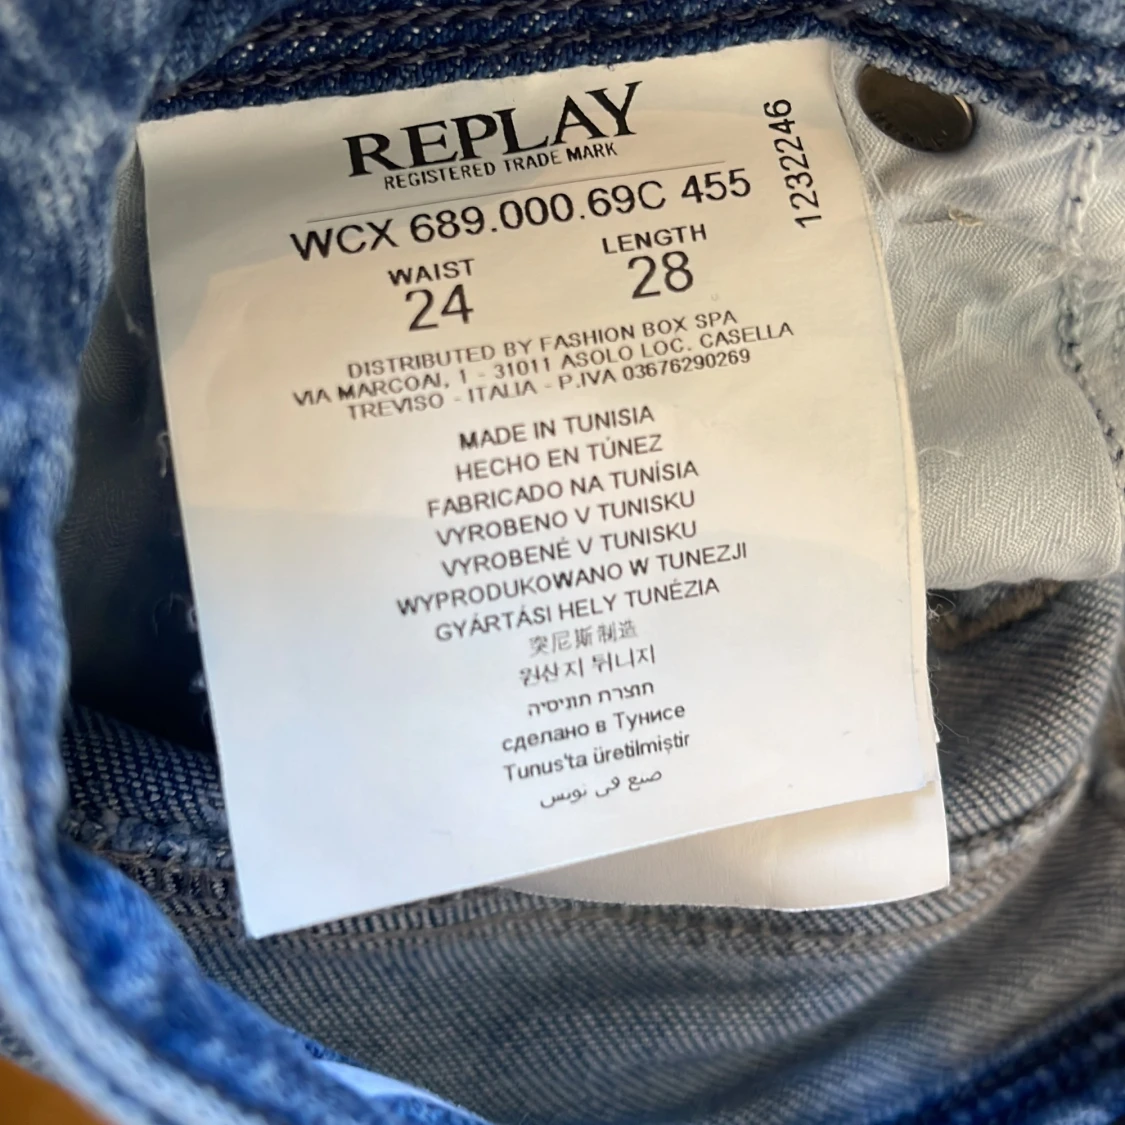 REPLAY
REGISTERED TRADE MARK
WCX 689.000.69C 455
1232246
WAIST
24
LENGTH
28
DISTRIBUTED BY FASHION BOX SPA
VIA MARCOAI, 1 - 31011 ASOLO LOC. CASELLA
TREVISO - ITALIA - P.IVA 03676290269
MADE IN TUNISIA
HECHO EN TÚNEZ
FABRICADO NA TUNÍSIA
VYROBENO V TUNISKU
VYROBENÉ V TUNISKU
WYPRODUKOWANO W TUNEZJI
GYÁRTÁSI HELY TUNÉZIA
突尼斯制造
원산지 튀니지
תוצרת תוניסיה
сделано в Тунисе
Tunus'ta üretilmiştir
صنع في تونس